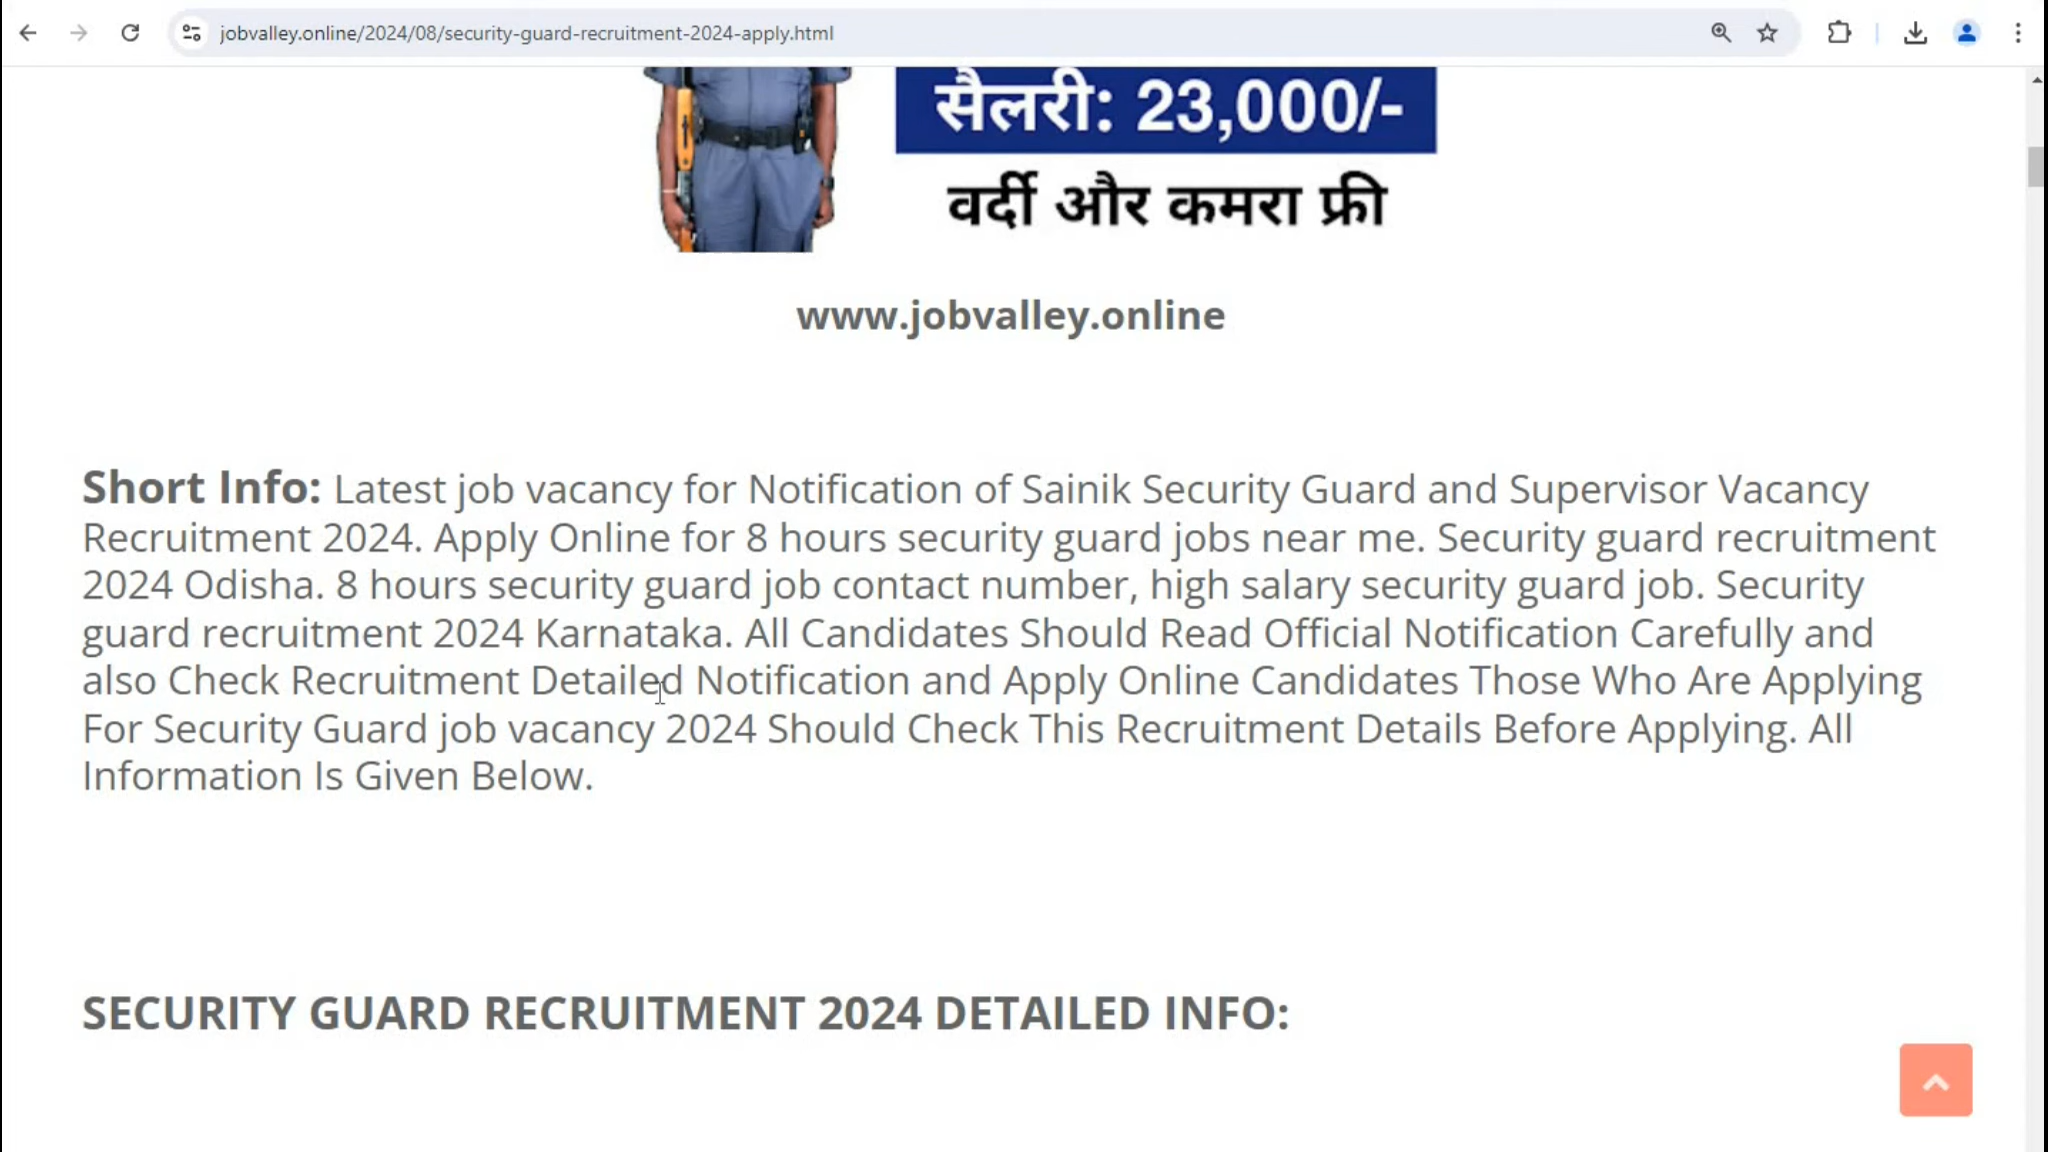 jobvalley.online/2024/08/security-guard-recruitment-2024-apply.html
सैलरी: 23,000/-
वर्दी और कमरा फ्री
www.jobvalley.online
Short Info: Latest job vacancy for Notification of Sainik Security Guard and Supervisor Vacancy
Recruitment 2024. Apply Online for 8 hours security guard jobs near me. Security guard recruitment
2024 Odisha. 8 hours security guard job contact number, high salary security guard job. Security
guard recruitment 2024 Karnataka. All Candidates Should Read Official Notification Carefully and
also Check Recruitment Detailed Notification and Apply Online Candidates Those Who Are Applying
For Security Guard job vacancy 2024 Should Check This Recruitment Details Before Applying. All
Information Is Given Below.
SECURITY GUARD RECRUITMENT 2024 DETAILED INFO: